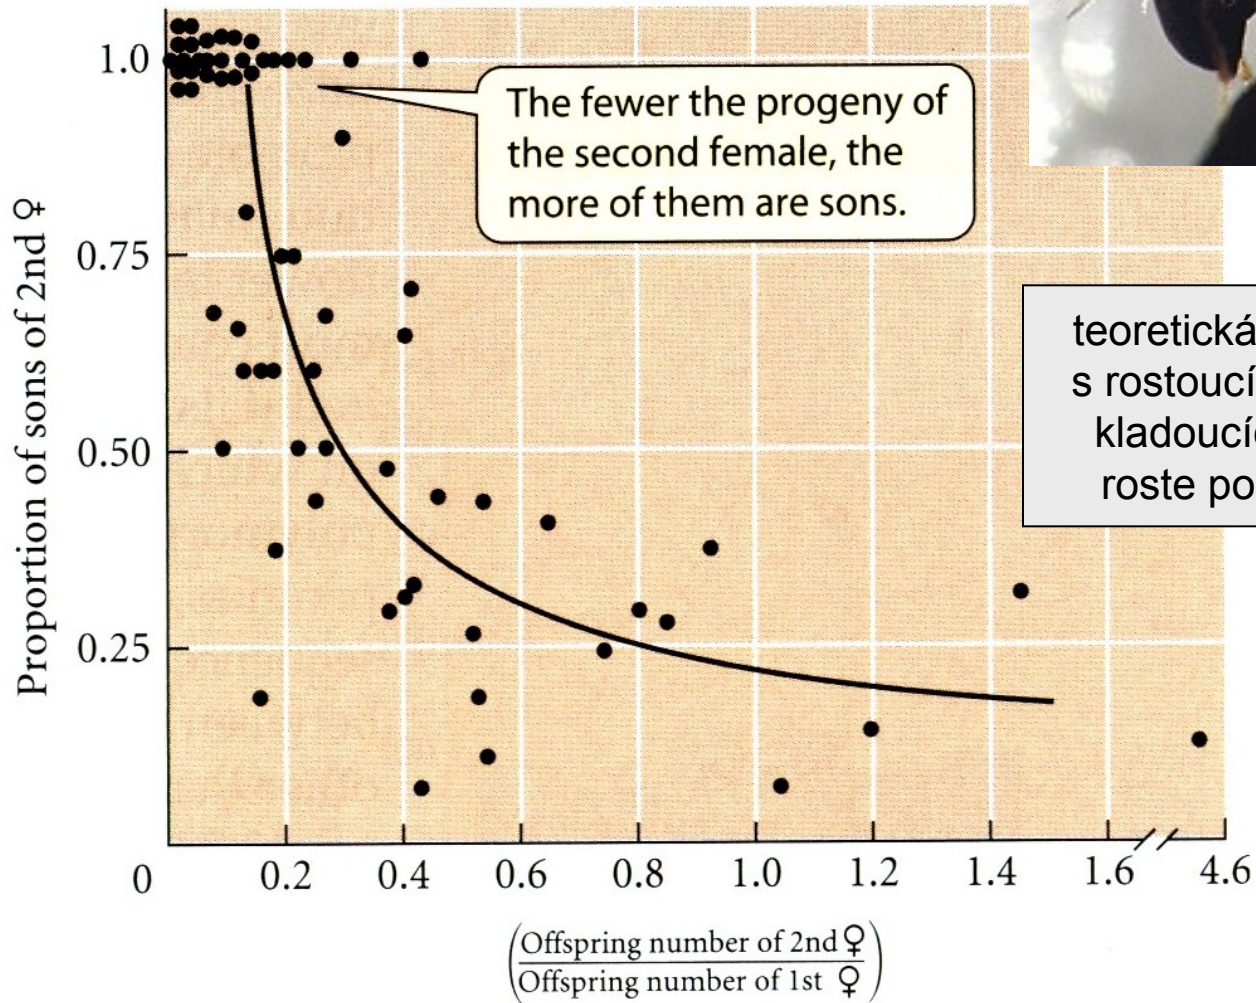 1.0
0.75
0.50
0.25
0
Proportion of sons of 2nd ♀
The fewer the progeny of
the second female, the
more of them are sons.
teoretická
s rostoucí
kladoucí
roste po
0.2 0.4 0.6 0.8 1.0 1.2 1.4 1.6 4.6
(Offspring number of 2nd ♀
Offspring number of 1st ♀)